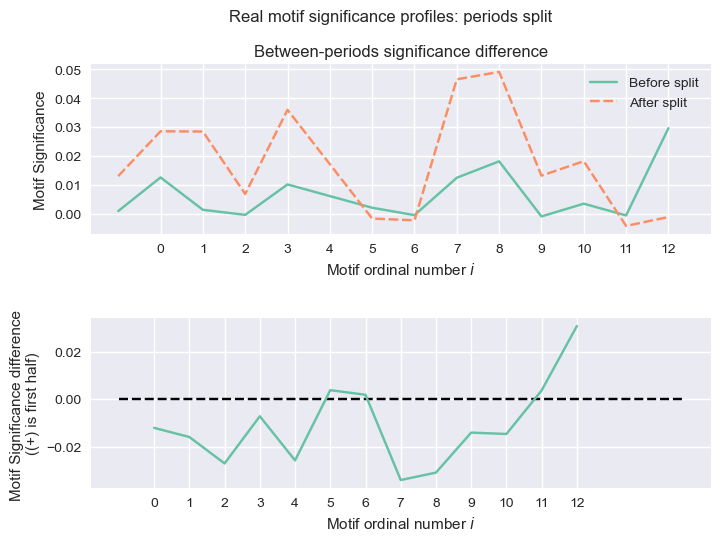 Real motif significance profiles: periods split
Between-periods significance difference
Before split
After split
Motif Significance
0.05
0.04
0.03
0.02
0.01
0.00
0 1 2 3 4 5 6 7 8 9 10 11 12
Motif ordinal number i
Motif Significance difference
((+) is first half)
0.02
0.00
−0.02
0 1 2 3 4 5 6 7 8 9 10 11 12
Motif ordinal number i